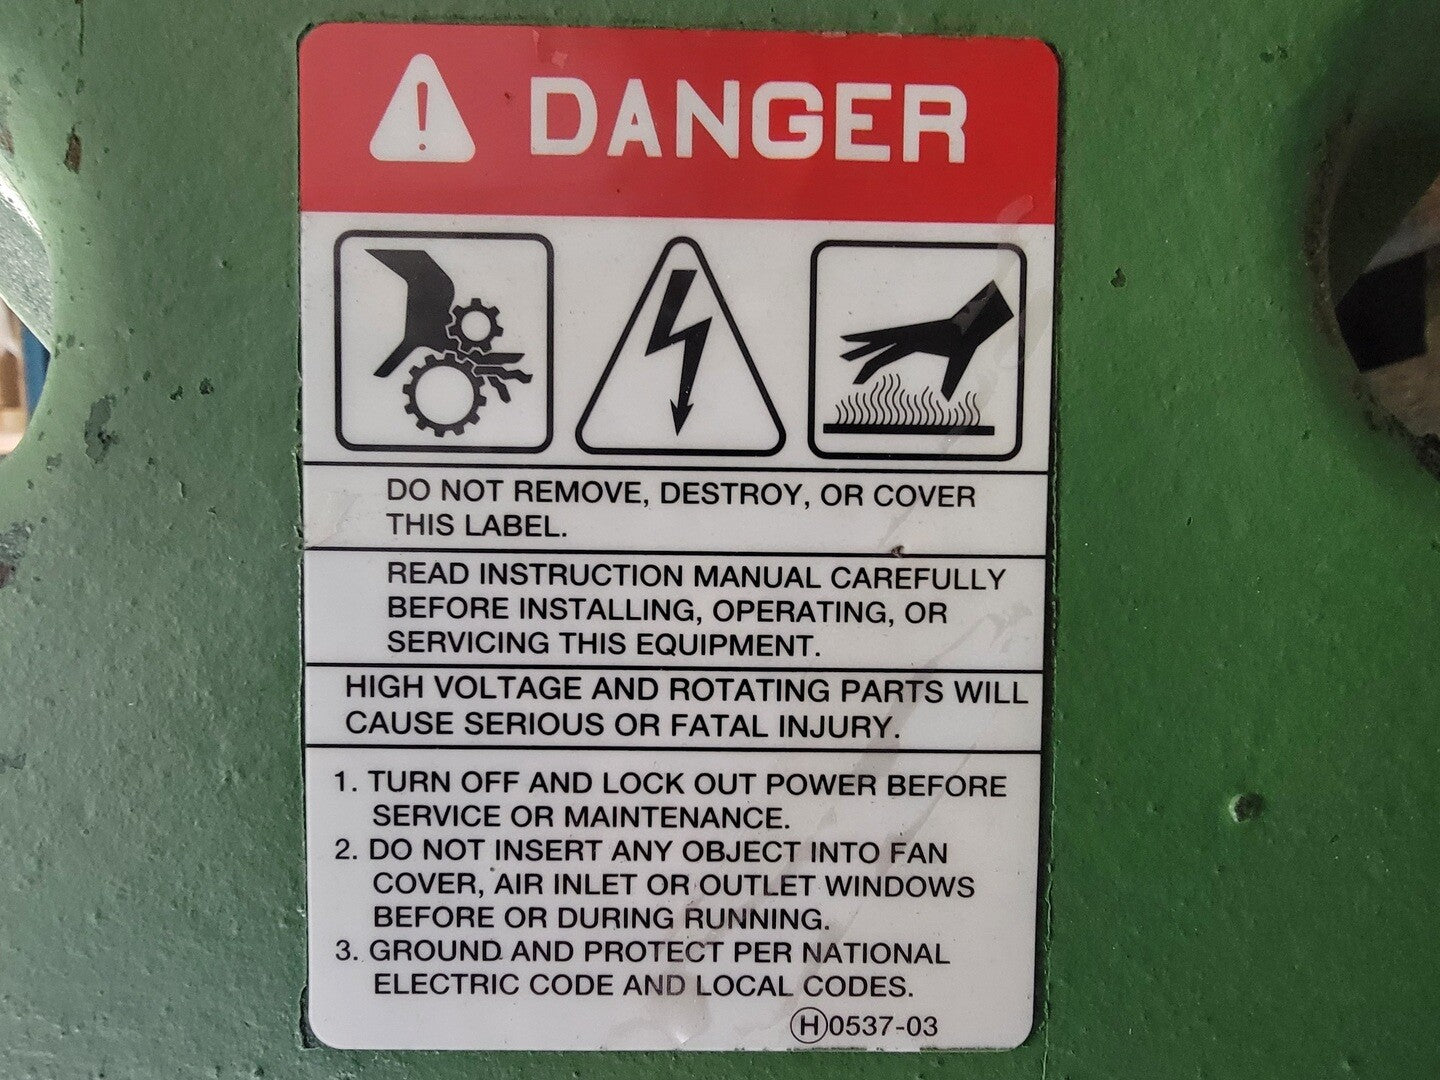 DANGER
DO NOT REMOVE, DESTROY, OR COVER
THIS LABEL.
READ INSTRUCTION MANUAL CAREFULLY
BEFORE INSTALLING, OPERATING, OR
SERVICING THIS EQUIPMENT.
HIGH VOLTAGE AND ROTATING PARTS WILL
CAUSE SERIOUS OR FATAL INJURY.
1. TURN OFF AND LOCK OUT POWER BEFORE
SERVICE OR MAINTENANCE.
2. DO NOT INSERT ANY OBJECT INTO FAN
COVER, AIR INLET OR OUTLET WINDOWS
BEFORE OR DURING RUNNING.
3. GROUND AND PROTECT PER NATIONAL
ELECTRIC CODE AND LOCAL CODES.
Ⓗ0537-03